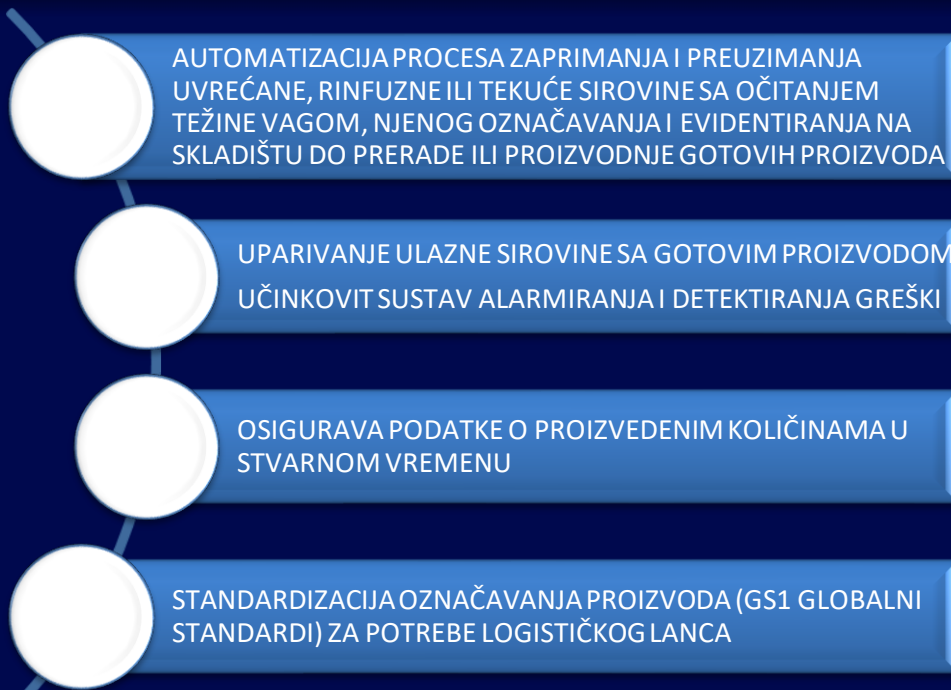 AUTOMATIZACIJA PROCESA ZAPRIMANJA I PREUZIMANJA
UVREĆANE, RINFUZNE ILI TEKUĆE SIROVINE SA OČITANJEM
TEŽINE VAGOM, NJENOG OZNAČAVANJA I EVIDENTIRANJA NA
SKLADIŠTU DO PRERADE ILI PROIZVODNJE GOTOVIH PROIZVODA
UPARIVANJE ULAZNE SIROVINE SA GOTOVIM PROIZVODOM
UČINKOVIT SUSTAV ALARMIRANJA I DETEKTIRANJA GREŠKI
OSIGURAVA PODATKE O PROIZVEDENIM KOLIČINAMA U
STVARNOM VREMENU
STANDARDIZACIJA OZNAČAVANJA PROIZVODA (GS1 GLOBALNI
STANDARDI) ZA POTREBE LOGISTIČKOG LANCA